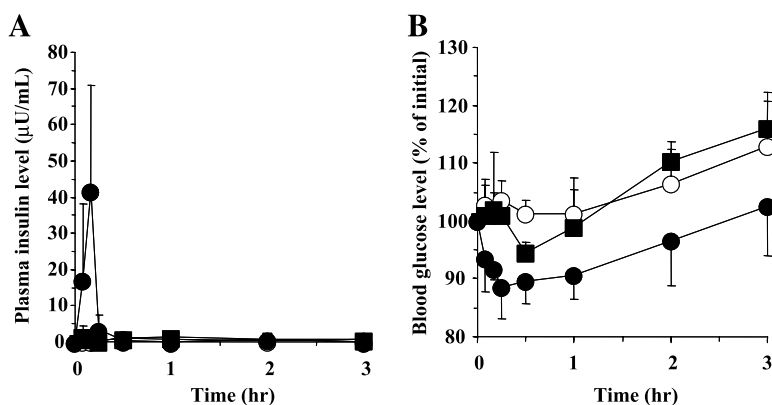 A
Plasma insulin level (μU/mL)
80
70
60
50
40
30
20
10
0
0 1 2 3
Time (hr)
B
Blood glucose level (% of initial)
130
120
110
100
90
80
0 1 2 3
Time (hr)